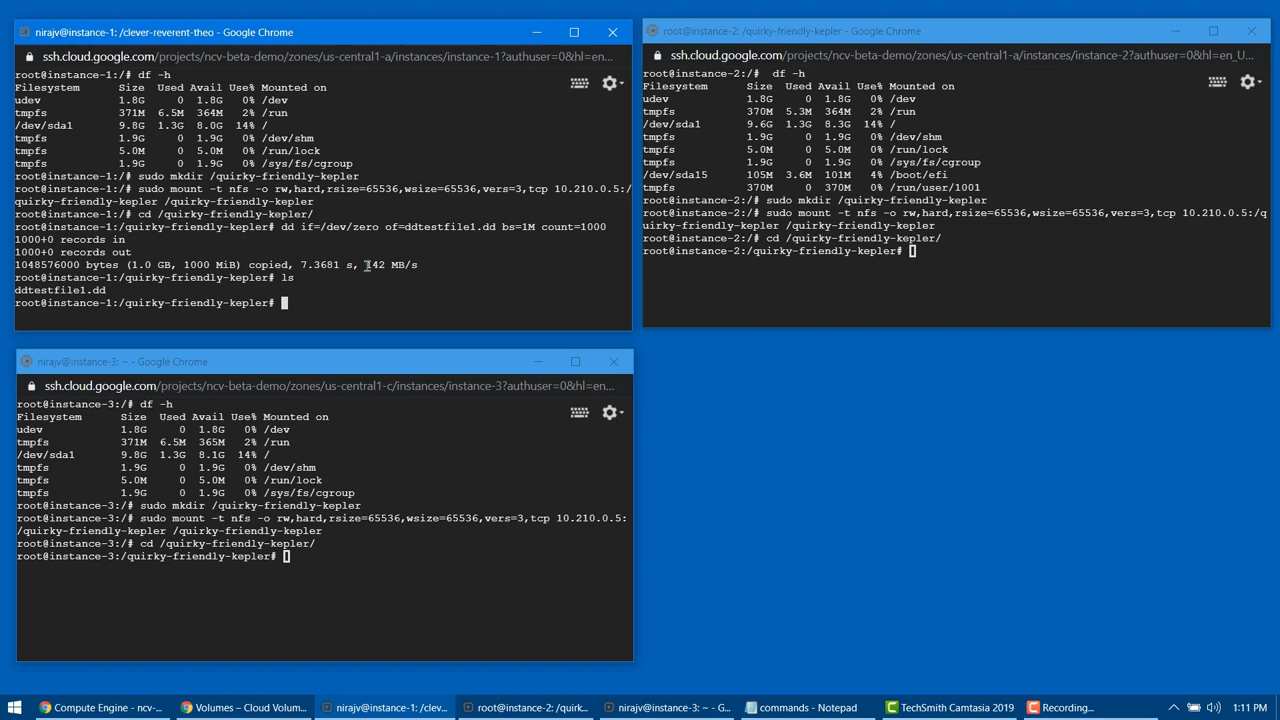 nirajv@instance-1: /clever-reverent-theo - Google Chrome
ssh.cloud.google.com/projects/ncv-beta-demo/zones/us-central1-a/instances/instance-1?authuser=0&hl=en...
root@instance-1:/# df -h
Filesystem Size Used Avail Use% Mounted on
udev 1.8G 0 1.8G 0% /dev
tmpfs 371M 6.5M 364M 2% /run
/dev/sda1 9.8G 1.3G 8.0G 14% /
tmpfs 1.9G 0 1.9G 0% /dev/shm
tmpfs 5.0M 0 5.0M 0% /run/lock
tmpfs 1.9G 0 1.9G 0% /sys/fs/cgroup
root@instance-1:/# sudo mkdir /quirky-friendly-kepler
root@instance-1:/# sudo mount -t nfs -o rw,hard,rsize=65536,wsize=65536,vers=3,tcp 10.210.0.5:/
quirky-friendly-kepler /quirky-friendly-kepler
root@instance-1:/# cd /quirky-friendly-kepler/
root@instance-1:/quirky-friendly-kepler# dd if=/dev/zero of=ddtestfile1.dd bs=1M count=1000
1000+0 records in
1000+0 records out
1048576000 bytes (1.0 GB, 1000 MiB) copied, 7.3681 s, 142 MB/s
root@instance-1:/quirky-friendly-kepler# ls
ddtestfile1.dd
root@instance-1:/quirky-friendly-kepler#
root@instance-2: /quirky-friendly-kepler - Google Chrome
ssh.cloud.google.com/projects/ncv-beta-demo/zones/us-central1-a/instances/instance-2?authuser=0&hl=en_U...
root@instance-2:/# df -h
Filesystem Size Used Avail Use% Mounted on
udev 1.8G 0 1.8G 0% /dev
tmpfs 370M 5.3M 364M 2% /run
/dev/sda1 9.6G 1.3G 8.3G 14% /
tmpfs 1.9G 0 1.9G 0% /dev/shm
tmpfs 5.0M 0 5.0M 0% /run/lock
tmpfs 1.9G 0 1.9G 0% /sys/fs/cgroup
/dev/sda15 105M 3.6M 101M 4% /boot/efi
tmpfs 370M 0 370M 0% /run/user/1001
root@instance-2:/# sudo mkdir /quirky-friendly-kepler
root@instance-2:/# sudo mount -t nfs -o rw,hard,rsize=65536,wsize=65536,vers=3,tcp 10.210.0.5:/q
uirky-friendly-kepler /quirky-friendly-kepler
root@instance-2:/# cd /quirky-friendly-kepler/
root@instance-2:/quirky-friendly-kepler#
nirajv@instance-3: ~ - Google Chrome
ssh.cloud.google.com/projects/ncv-beta-demo/zones/us-central1-c/instances/instance-3?authuser=0&hl=en...
root@instance-3:/# df -h
Filesystem Size Used Avail Use% Mounted on
udev 1.8G 0 1.8G 0% /dev
tmpfs 371M 6.5M 365M 2% /run
/dev/sda1 9.8G 1.3G 8.1G 14% /
tmpfs 1.9G 0 1.9G 0% /dev/shm
tmpfs 5.0M 0 5.0M 0% /run/lock
tmpfs 1.9G 0 1.9G 0% /sys/fs/cgroup
root@instance-3:/# sudo mkdir /quirky-friendly-kepler
root@instance-3:/# sudo mount -t nfs -o rw,hard,rsize=65536,wsize=65536,vers=3,tcp 10.210.0.5:
/quirky-friendly-kepler /quirky-friendly-kepler
root@instance-3:/# cd /quirky-friendly-kepler/
root@instance-3:/quirky-friendly-kepler#
Compute Engine - ncv-... Volumes – Cloud Volum... nirajv@instance-1: /clev... root@instance-2: /quirk... nirajv@instance-3: ~ - G... commands - Notepad TechSmith Camtasia 2019 Recording... 1:11 PM